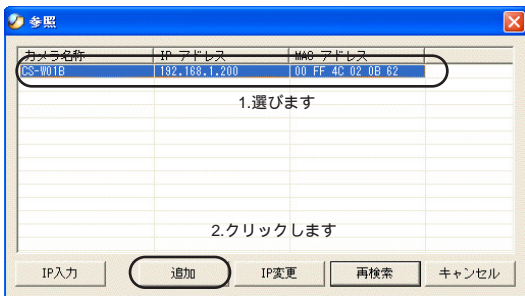 参照
カメラ名称 IP アドレス MAC アドレス
CS-W01B 192.168.1.200 00 FF 4C 02 0B 62
1.選びます
2.クリックします
IP入力 追加 IP変更 再検索 キャンセル